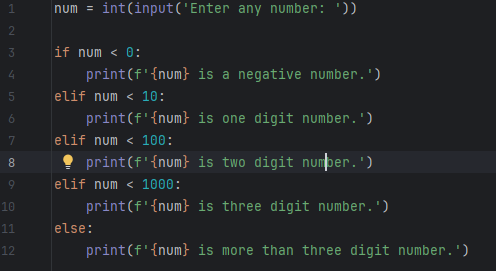 1 num = int(input('Enter any number: '))
2
3 if num < 0:
4     print(f'{num} is a negative number.')
5 elif num < 10:
6     print(f'{num} is one digit number.')
7 elif num < 100:
8     print(f'{num} is two digit number.')
9 elif num < 1000:
10     print(f'{num} is three digit number.')
11 else:
12     print(f'{num} is more than three digit number.')